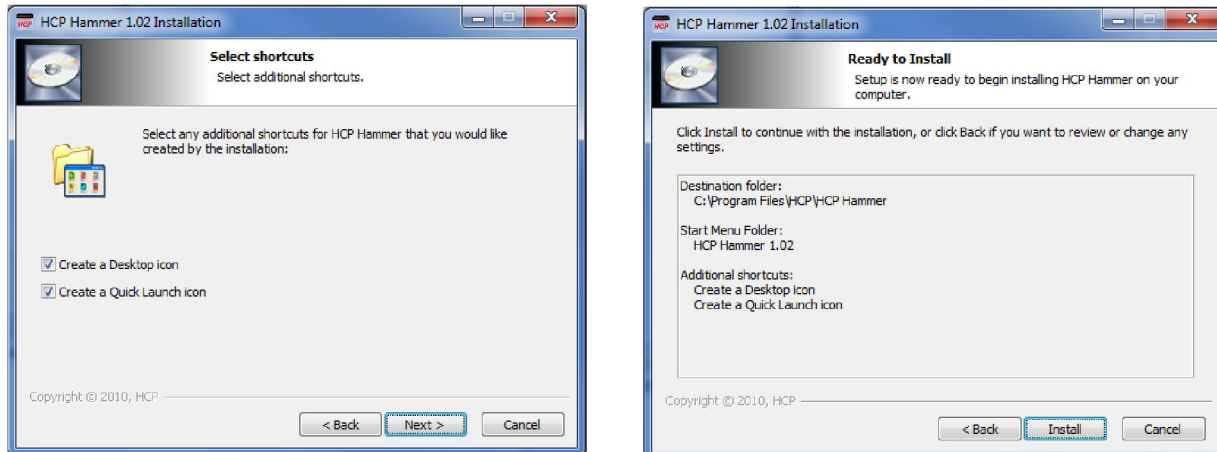 HCP Hammer 1.02 Installation
Select shortcuts
Select additional shortcuts.
Select any additional shortcuts for HCP Hammer that you would like
created by the installation:
Create a Desktop icon
Create a Quick Launch icon
Copyright © 2010, HCP
< Back
Next >
Cancel
HCP Hammer 1.02 Installation
Ready to Install
Setup is now ready to begin installing HCP Hammer on your
computer.
Click Install to continue with the installation, or click Back if you want to review or change any
settings.
Destination folder:
C:\Program Files\HCP\HCP Hammer
Start Menu Folder:
HCP Hammer 1.02
Additional shortcuts:
Create a Desktop icon
Create a Quick Launch icon
Copyright © 2010, HCP
< Back
Install
Cancel